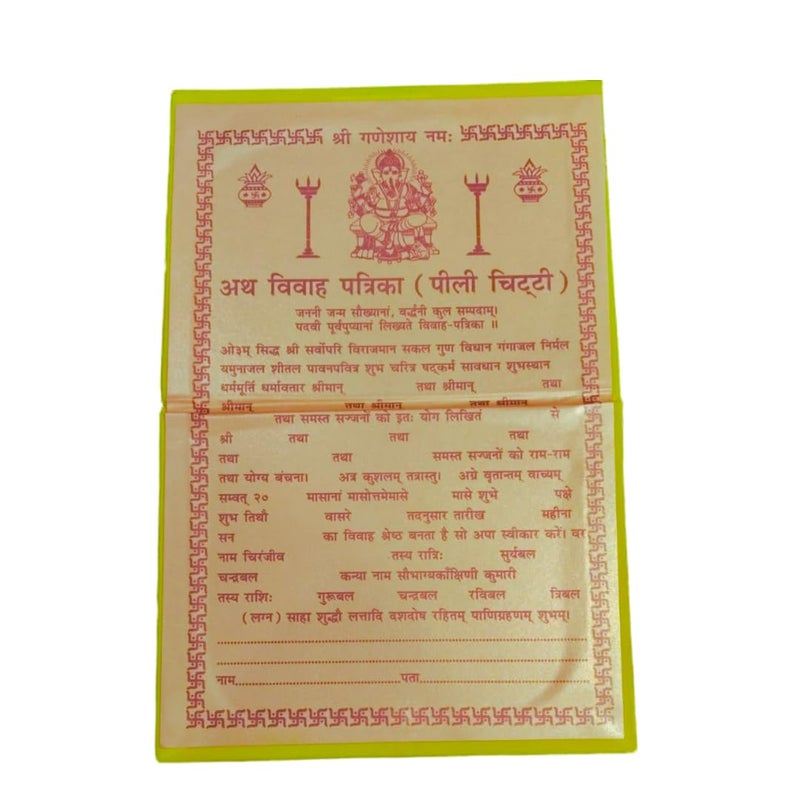 श्री गणेशाय नमः
अथ विवाह पत्रिका ( पीली चिट्टी )
जननी जन्म सौख्यानां, वर्द्धनी कुल सम्पदाम्।
पदवी पूर्वपुण्यानां लिख्यते विवाह-पत्रिका ॥
ओ३म् सिद्ध श्री सर्वोपरि विराजमान सकल गुण विधान गंगाजल निर्मल
यमुनाजल शीतल पावनपवित्र शुभ चरित्र षट्कर्म सावधान शुभस्थान
धर्ममूर्ति धर्मावतार श्रीमान् तथा श्रीमान् तथा
श्रीमान् तथा श्रीमान् तथा श्रीमान्
तथा समस्त सज्जनों को इतः योग लिखितं से
श्री तथा तथा तथा
तथा तथा समस्त सज्जनों को राम-राम
तथा योग्य बंचना। अत्र कुशलम् तत्रास्तु। अग्रे वृतान्तम् वाच्यम्
सम्वत् २० मासानां मासोत्तमेमासे मासे शुभे पक्षे
शुभ तिथौ वासरे तदनुसार तारीख महीना
सन का विवाह श्रेष्ठ बनता है सो अपा स्वीकार करें। वर
नाम चिरंजीव तस्य रात्रिः सुर्यबल
चन्द्रबल कन्या नाम सौभाग्यकाँक्षिणी कुमारी
तस्य राशिः गुरूबल चन्द्रबल रविबल त्रिबल
(लग्न) साहा शुद्धौ लत्तादि दशदोष रहितम् पाणिग्रहणम् शुभम्।
नाम पता